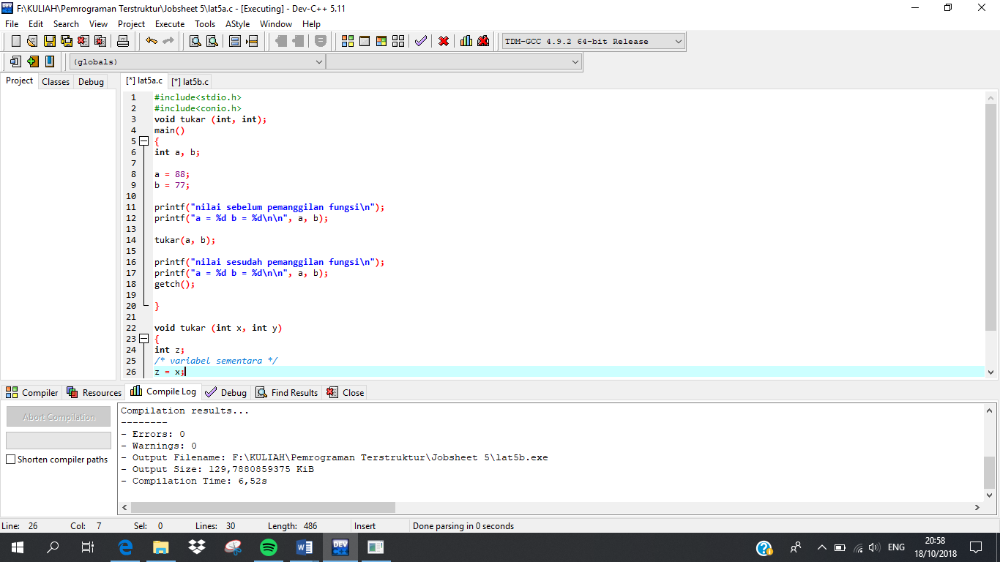 F:\KULIAH\Pemrograman Terstruktur\Jobsheet 5\lat5a.c - [Executing] - Dev-C++ 5.11
File Edit Search View Project Execute Tools AStyle Window Help
TDM-GCC 4.9.2 64-bit Release
(globals)
Project Classes Debug [*] lat5a.c [*] lat5b.c
1 #include<stdio.h>
2 #include<conio.h>
3 void tukar (int, int);
4 main()
5 {
6 int a, b;
7
8 a = 88;
9 b = 77;
10
11 printf("nilai sebelum pemanggilan fungsi\n");
12 printf("a = %d b = %d\n\n", a, b);
13
14 tukar(a, b);
15
16 printf("nilai sesudah pemanggilan fungsi\n");
17 printf("a = %d b = %d\n\n", a, b);
18 getch();
19
20 }
21
22 void tukar (int x, int y)
23 {
24 int z;
25 /* variabel sementara */
26 z = x;
Compiler Resources Compile Log Debug Find Results Close
Abort Compilation
Shorten compiler paths
Compilation results...
--------
- Errors: 0
- Warnings: 0
- Output Filename: F:\KULIAH\Pemrograman Terstruktur\Jobsheet 5\lat5b.exe
- Output Size: 129,7880859375 KiB
- Compilation Time: 6,52s
Line: 26 Col: 7 Sel: 0 Lines: 30 Length: 486 Insert Done parsing in 0 seconds
DEV
ENG
20:58
18/10/2018